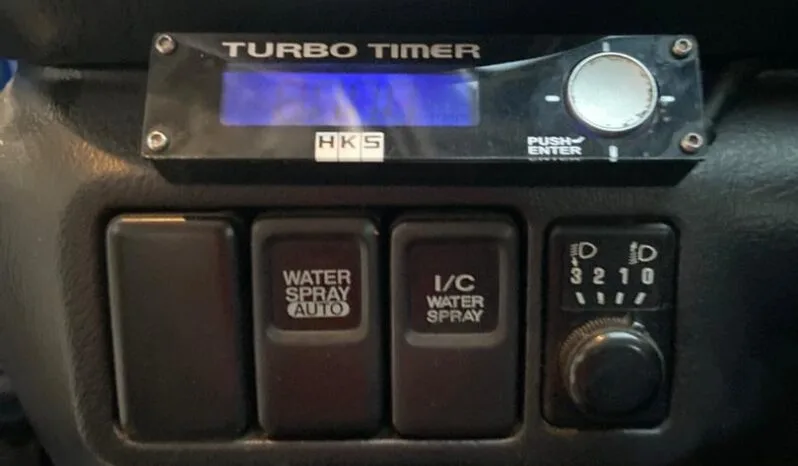 TURBO TIMER
HKS
PUSH
ENTER
WATER
SPRAY
AUTO
I/C
WATER
SPRAY
3 2 1 0